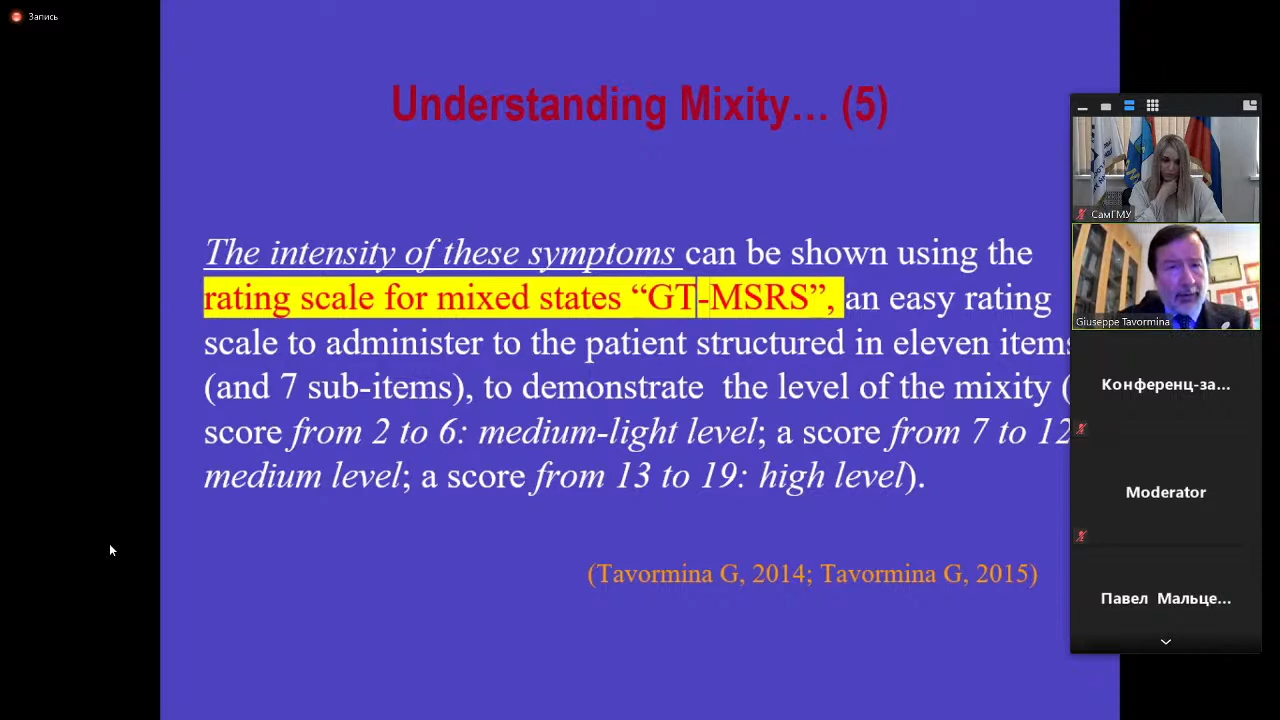 Запись
Understanding Mixity… (5)
The intensity of these symptoms can be shown using the
rating scale for mixed states “GT-MSRS”, an easy rating
scale to administer to the patient structured in eleven items
(and 7 sub-items), to demonstrate the level of the mixity (
score from 2 to 6: medium-light level; a score from 7 to 12
medium level; a score from 13 to 19: high level).
(Tavormina G, 2014; Tavormina G, 2015)
СамГМУ
Giuseppe Tavormina
Конференц-за...
Moderator
Павел Мальце...